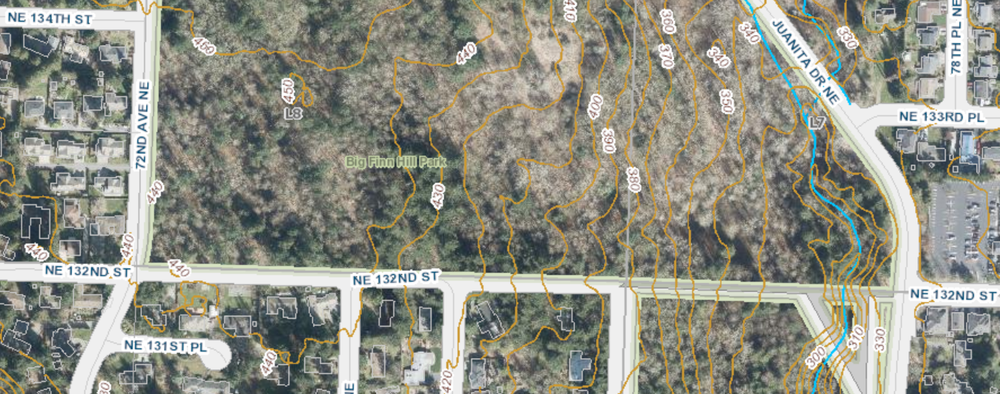 NE 134TH ST
450
440
410
360
340
JUANITA DR NE
330
78TH PL NE
370
340
450
L8
72ND AVE NE
400
350
L7
NE 133RD PL
390
Big Finn Hill Park
440
430
380
440
440
NE 132ND ST
440
NE 132ND ST
NE 132ND ST
NE 131ST PL
440
420
300
310
330
NE